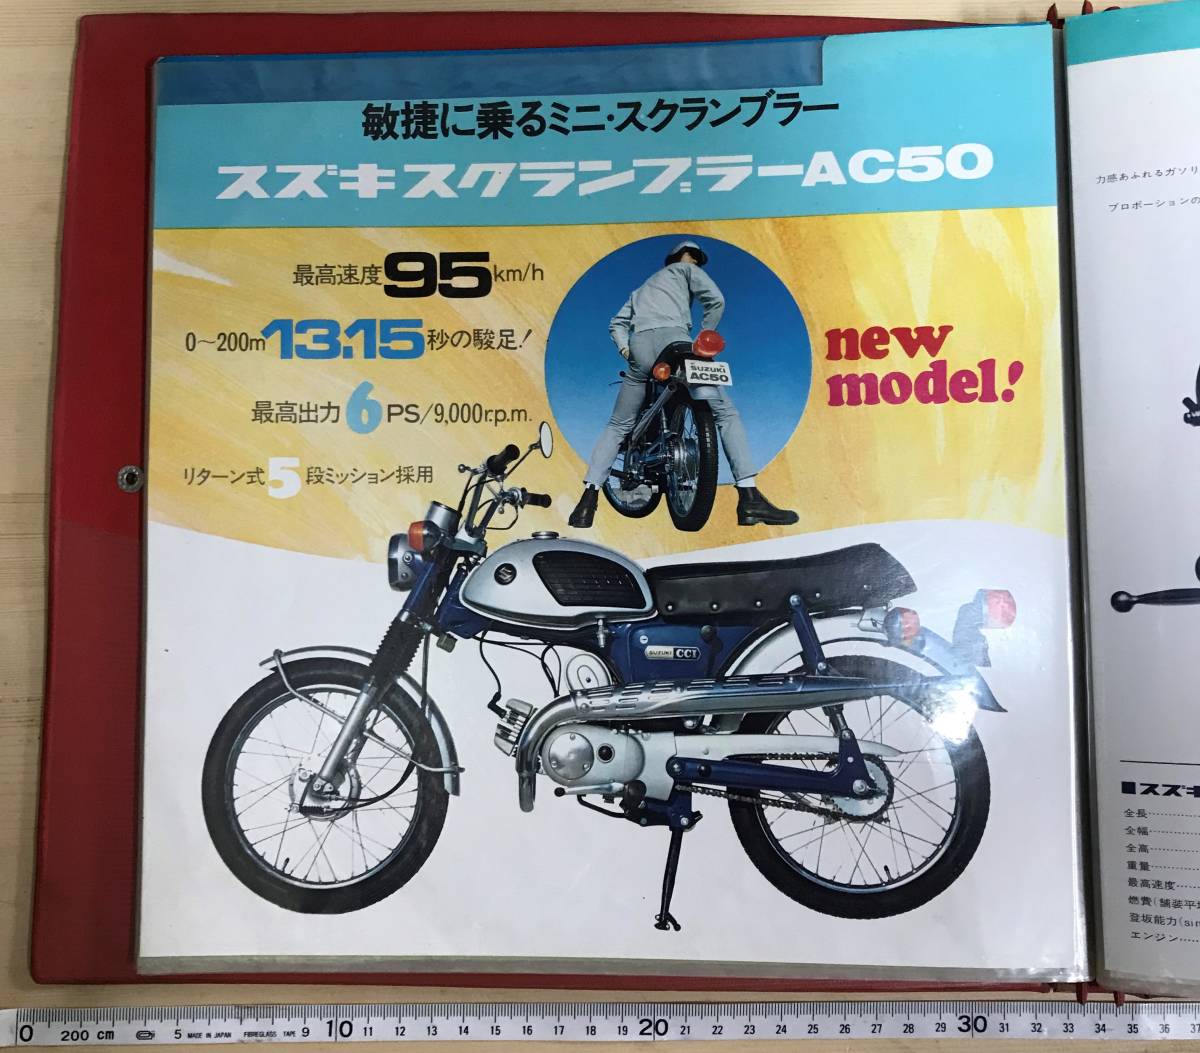 敏捷に乗るミニ・スクランブラー
スズキスクランブラーAC50
最高速度95km/h
0〜200m13.15秒の駿足!
最高出力6PS/9,000r.p.m.
リターン式5段ミッション採用
new
model!
SUZUKI
AC50
SUZUKI CCI
力感あふれるガソリ
プロポーションの
■スズキ
全長
全幅
全高
重量
最高速度
燃費(舗装平坦
登坂能力(sin
エンジン
0 200 cm 5 MADE IN JAPAN FIBREGLASS TAPE 9 10 11 12 13 14 15 16 17 18 19 20 21 22 23 24 25 26 27 28 29 30 31 32 33 34 35 36 37